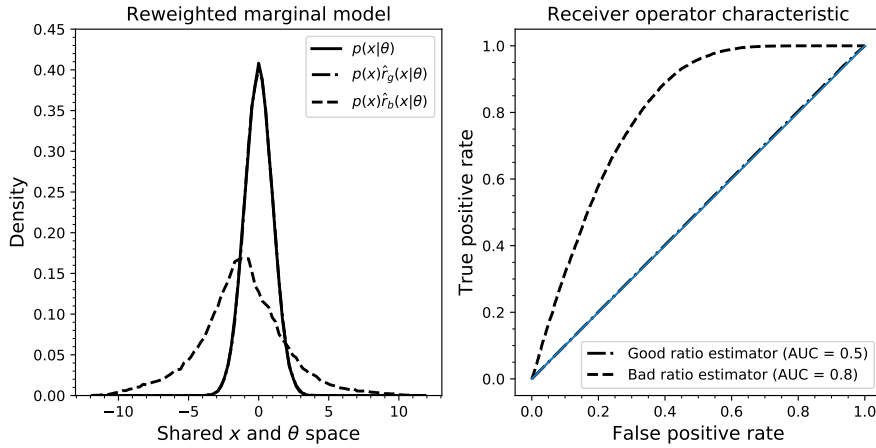 Reweighted marginal model
0.45
0.40
0.35
0.30
0.25
0.20
0.15
0.10
0.05
0.00
Density
p(x|θ)
p(x)r̂_g(x|θ)
p(x)r̂_b(x|θ)
−10
−5
0
5
10
Shared x and θ space
Receiver operator characteristic
1.0
0.8
0.6
0.4
0.2
0.0
True positive rate
Good ratio estimator (AUC = 0.5)
Bad ratio estimator (AUC = 0.8)
0.0
0.2
0.4
0.6
0.8
1.0
False positive rate